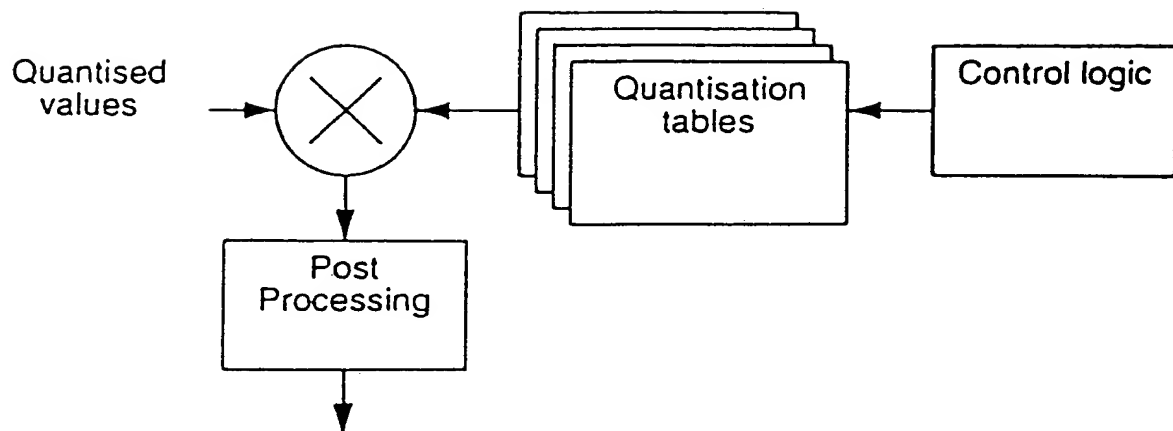 Quantised
values
Quantisation
tables
Control logic
Post
Processing